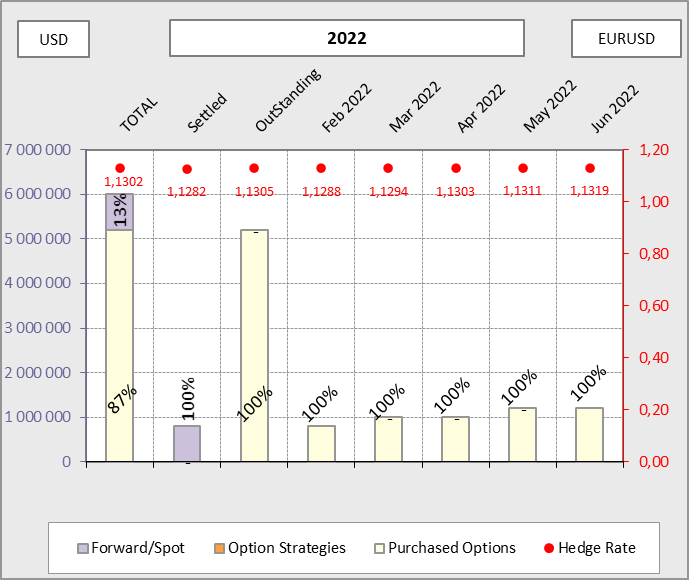 USD
2022
EURUSD
TOTAL
Settled
OutStanding
Feb 2022
Mar 2022
Apr 2022
May 2022
Jun 2022
7 000 000
6 000 000
5 000 000
4 000 000
3 000 000
2 000 000
1 000 000
0
1,20
1,00
0,80
0,60
0,40
0,20
0,00
1,1302
1,1282
1,1305
1,1288
1,1294
1,1303
1,1311
1,1319
13%
87%
100%
100%
100%
100%
100%
100%
100%
Forward/Spot
Option Strategies
Purchased Options
Hedge Rate